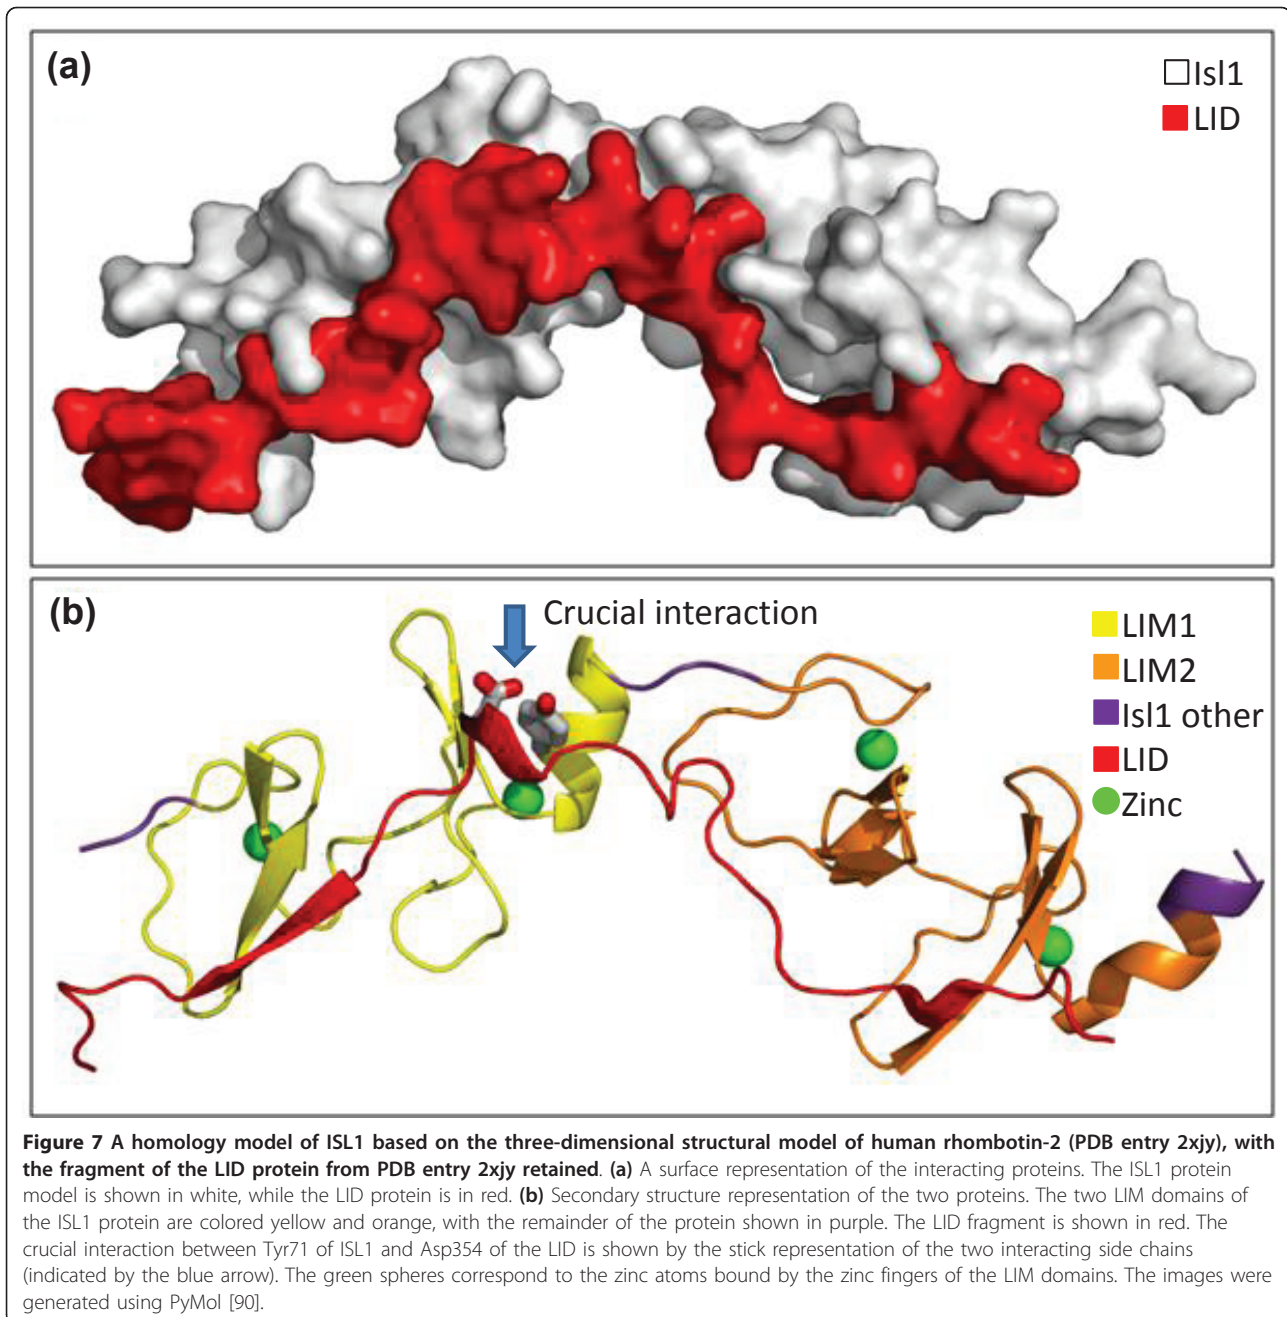 (a)
Isl1
LID
(b)
Crucial interaction
LIM1
LIM2
Isl1 other
LID
Zinc
Figure 7 A homology model of ISL1 based on the three-dimensional structural model of human rhombotin-2 (PDB entry 2xjy), with
the fragment of the LID protein from PDB entry 2xjy retained. (a) A surface representation of the interacting proteins. The ISL1 protein
model is shown in white, while the LID protein is in red. (b) Secondary structure representation of the two proteins. The two LIM domains of
the ISL1 protein are colored yellow and orange, with the remainder of the protein shown in purple. The LID fragment is shown in red. The
crucial interaction between Tyr71 of ISL1 and Asp354 of the LID is shown by the stick representation of the two interacting side chains
(indicated by the blue arrow). The green spheres correspond to the zinc atoms bound by the zinc fingers of the LIM domains. The images were
generated using PyMol [90].